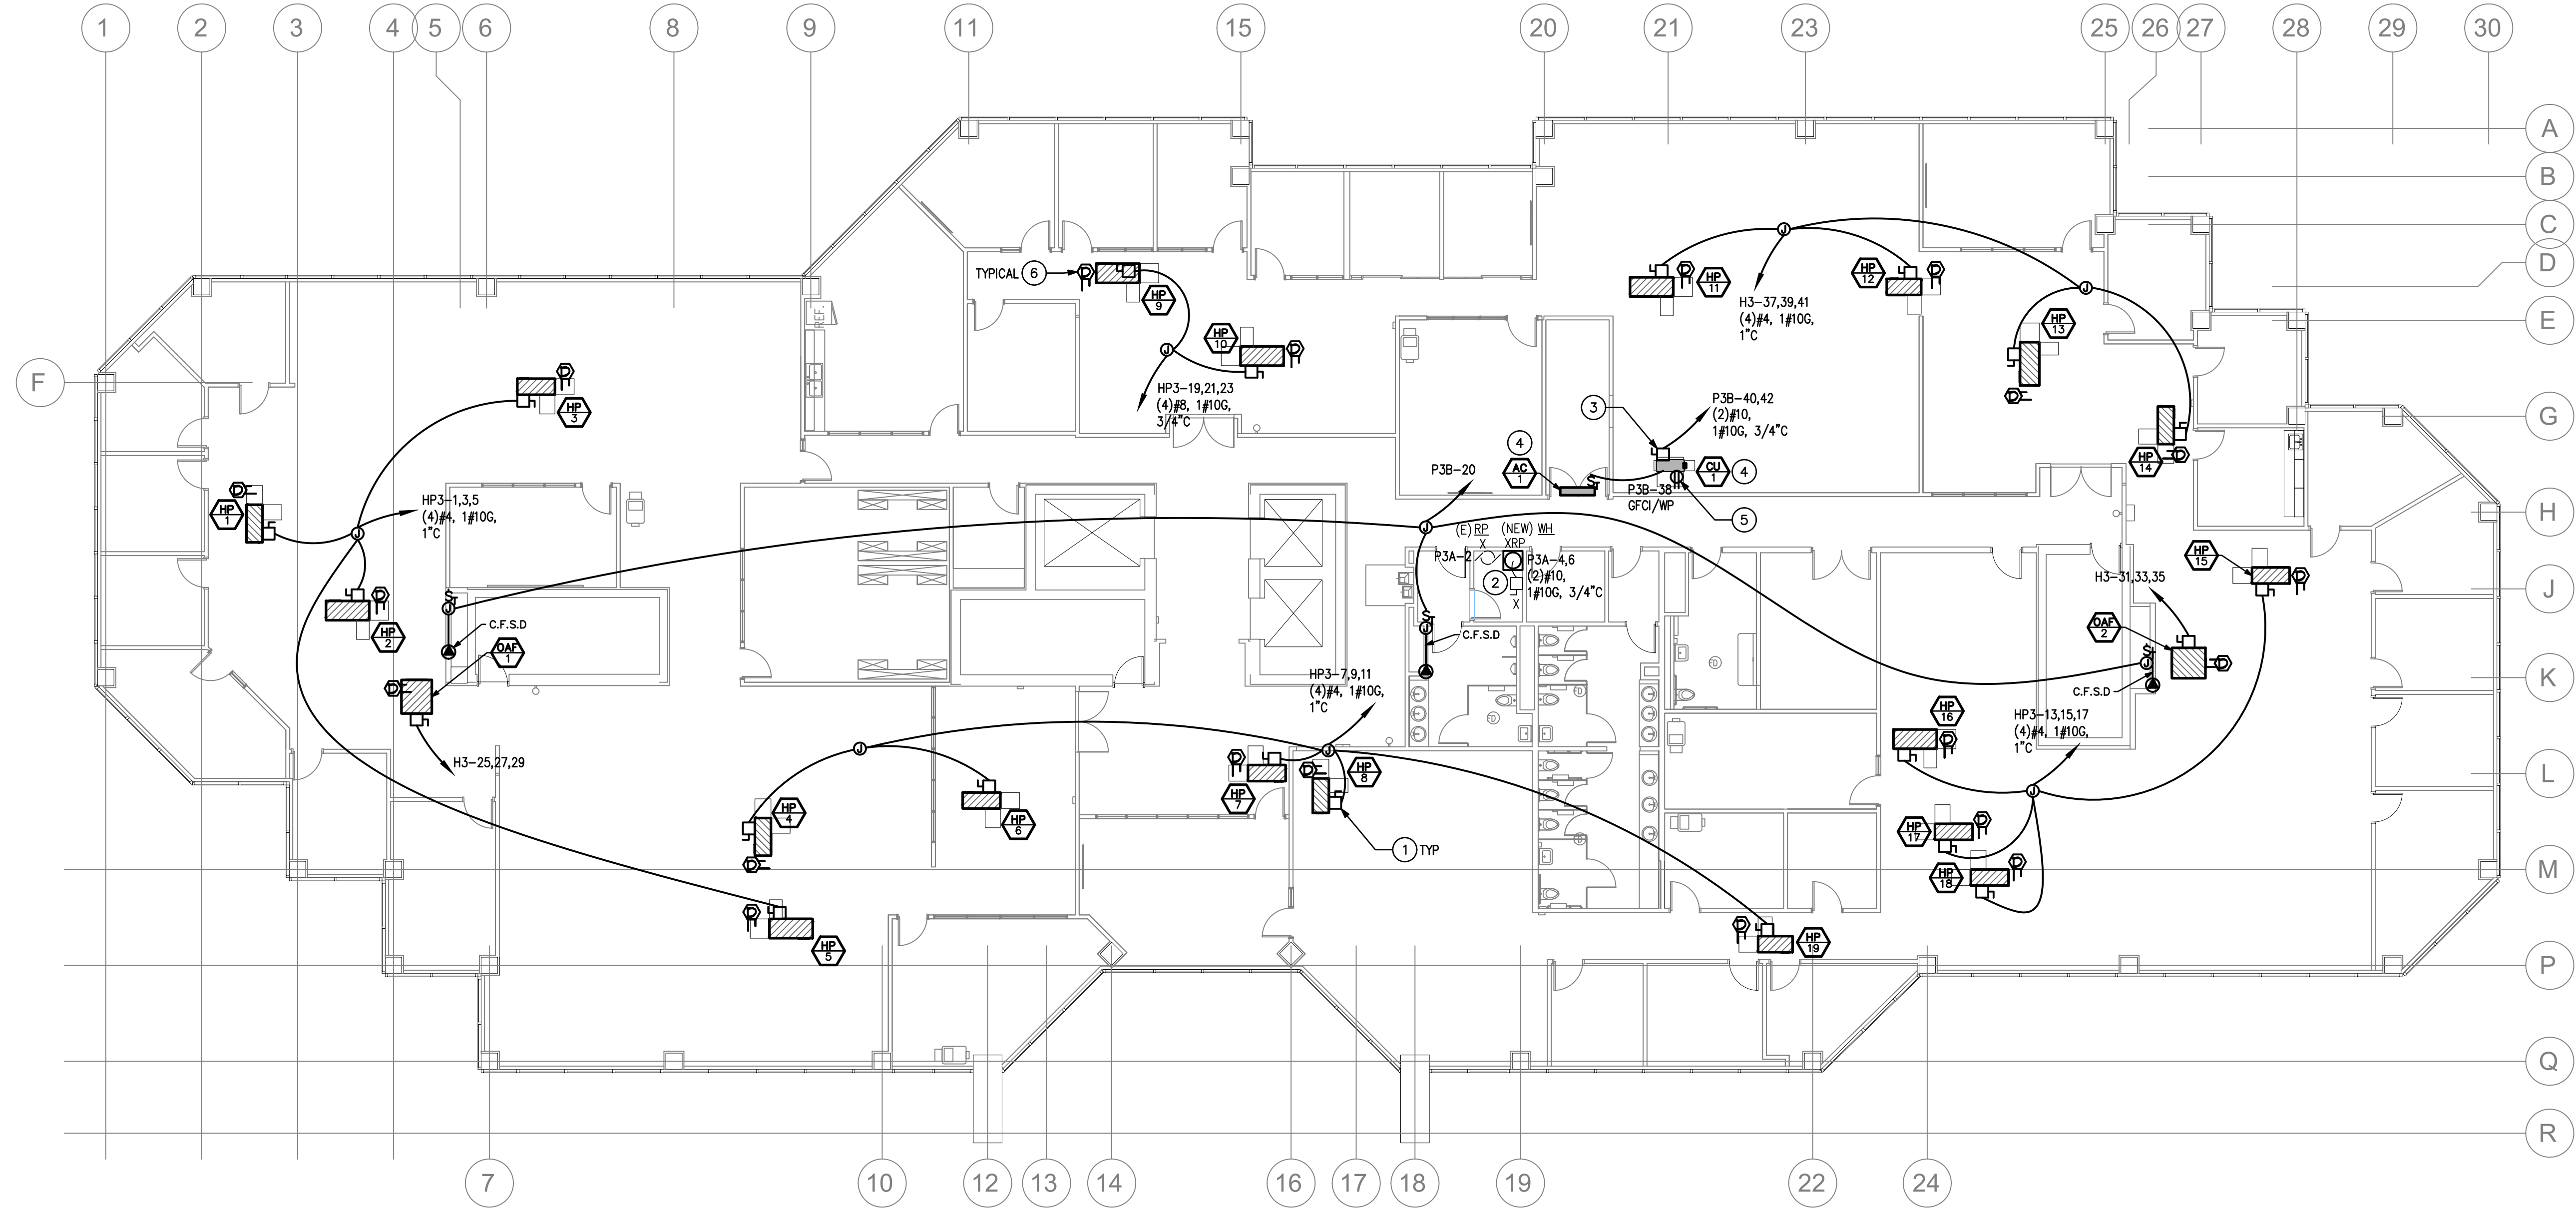 1 2 3 4 5 6 8 9 11 15 20 21 23 25 26 27 28 29 30
A
B
C
D
E
F
G
H
J
K
L
M
P
Q
R
TYPICAL 6
HP 9
HP 10
HP3-19,21,23
(4)#8, 1#10G,
3/4"C
REF.
HP 11
HP 12
H3-37,39,41
(4)#4, 1#10G,
1"C
HP 13
HP 14
HP 3
HP 1
HP3-1,3,5
(4)#4, 1#10G,
1"C
HP 2
C.F.S.D
OAF 1
H3-25,27,29
3
P3B-40,42
(2)#10,
1#10G, 3/4"C
4
AC 1
CU 1
4
P3B-38
GFCI/WP
5
P3B-20
(E) RP
X
(NEW) WH
XRP
P3A-2
P3A-4,6
(2)#10,
1#10G, 3/4"C
2
X
C.F.S.D
FD
FD
FD
FD
HP 15
H3-31,33,35
OAF 2
C.F.S.D
HP3-7,9,11
(4)#4, 1#10G,
1"C
HP 16
HP3-13,15,17
(4)#4, 1#10G,
1"C
HP 4
HP 6
HP 7
HP 8
1 TYP
HP 17
HP 18
HP 5
HP 19
7 10 12 13 14 16 17 18 19 22 24